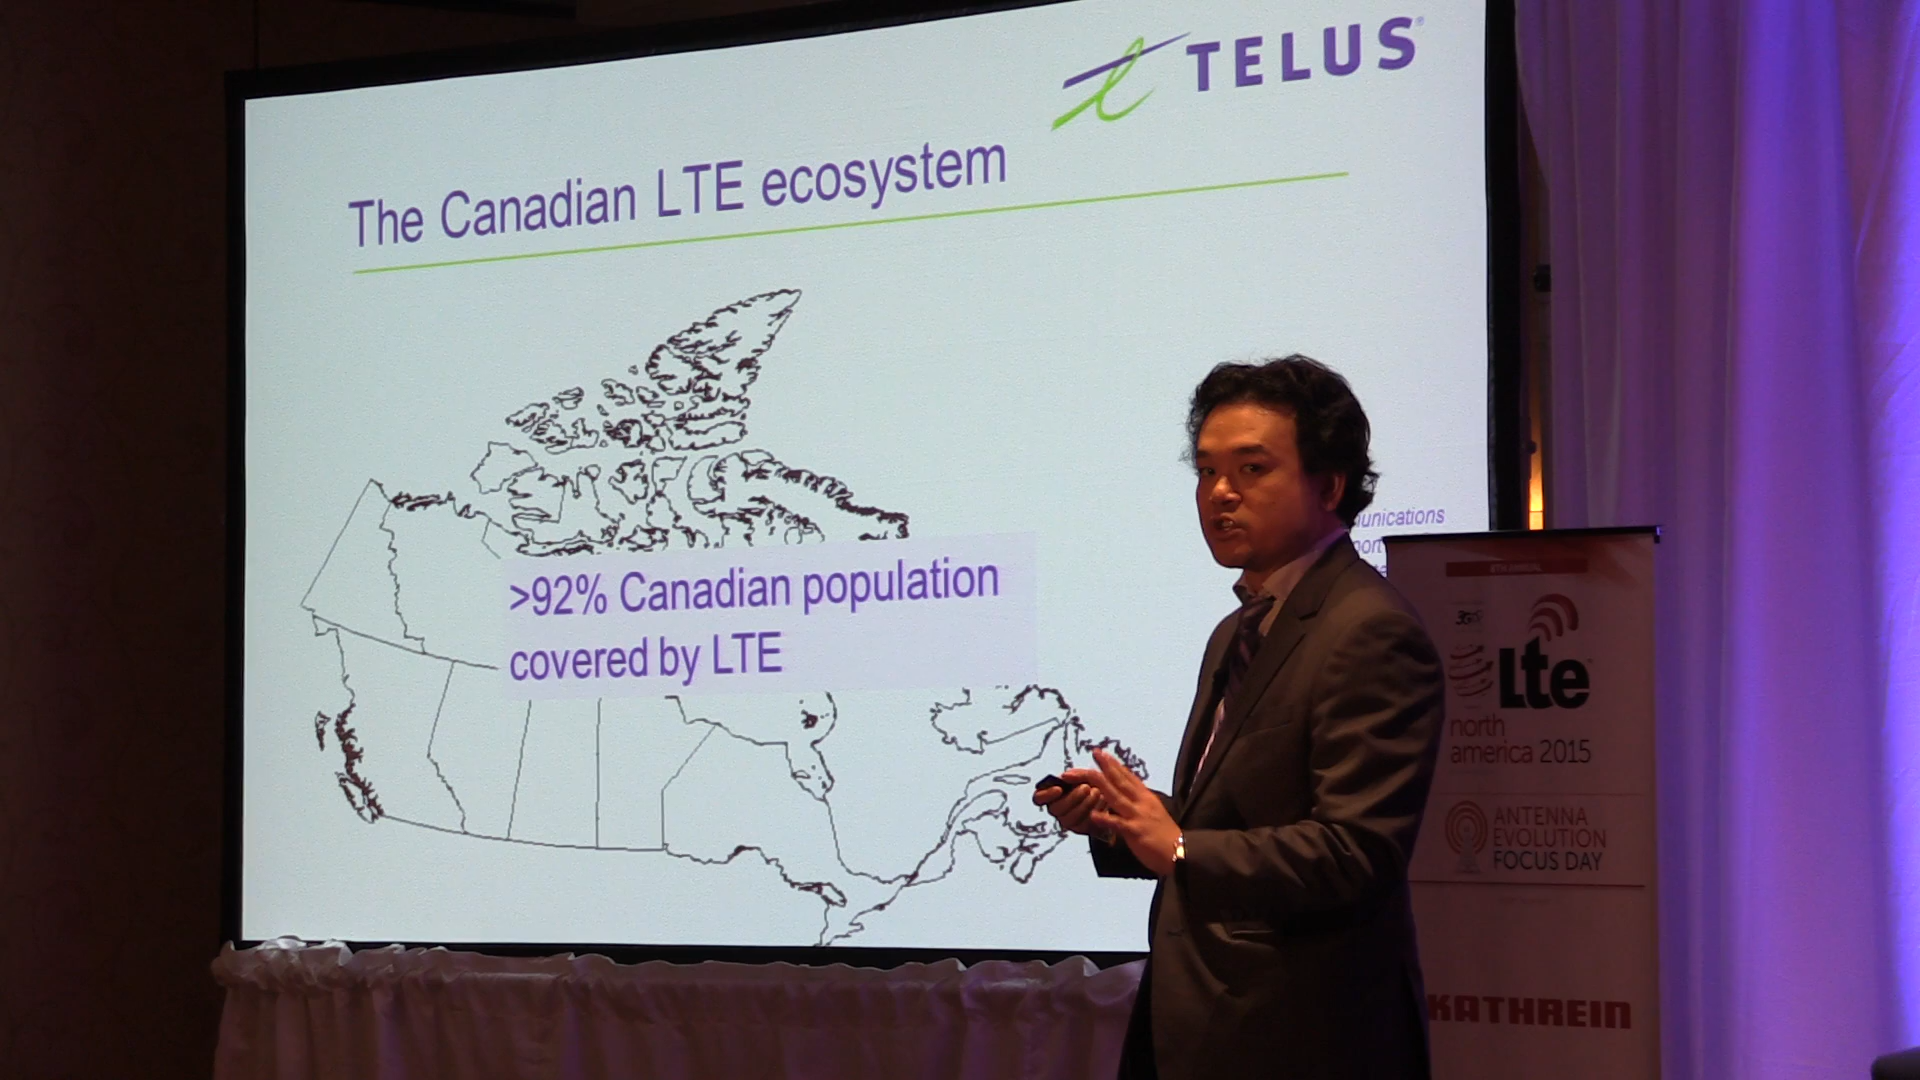 TELUS
The Canadian LTE ecosystem
>92% Canadian population
covered by LTE
Lte
north
america 2015
ANTENNA
EVOLUTION
FOCUS DAY
KATHREIN